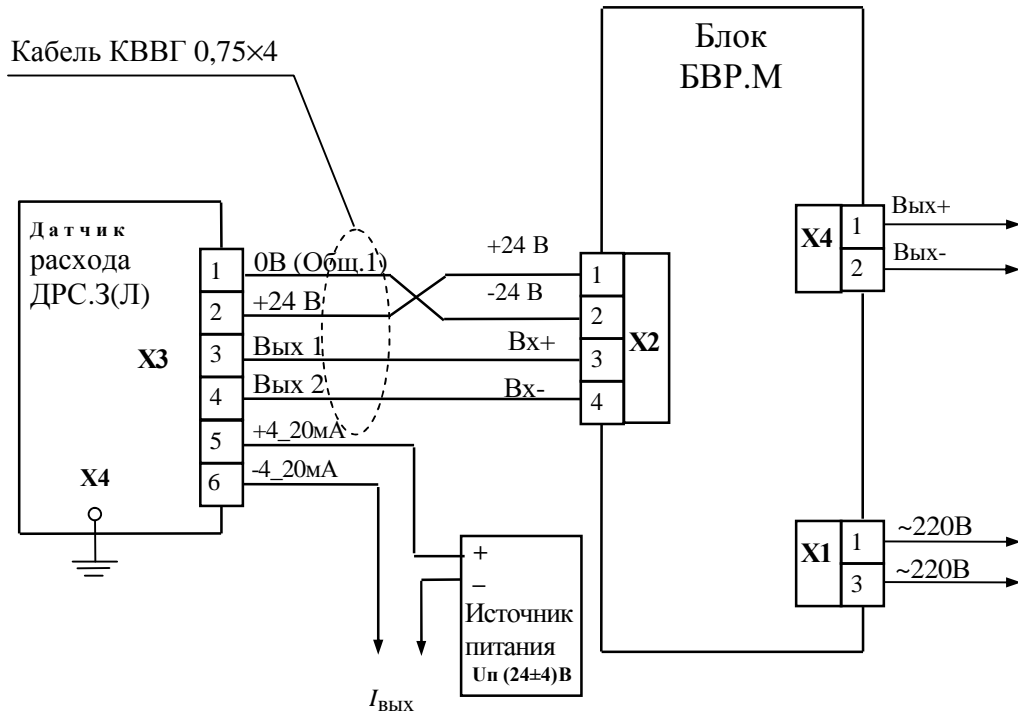 Кабель КВВГ 0,75×4
Блок
БВР.М
Датчик
расхода
ДРС.З(Л)
X3
X4
1
2
3
4
5
6
0В (Общ.1)
+24 В
Вых 1
Вых 2
+4_20мА
-4_20мА
+24 В
-24 В
Вх+
Вх-
1
2
3
4
X2
X4
1
2
Вых+
Вых-
X1
1
3
~220В
~220В
+
–
Источник
питания
Uп (24±4)В
Iвых